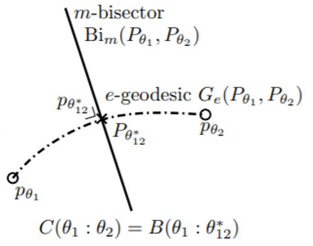 m-bisector
Bi_m(P_{θ_1}, P_{θ_2})
e-geodesic G_e(P_{θ_1}, P_{θ_2})
p_{θ^*_{12}}
P_{θ^*_{12}}
p_{θ_2}
p_{θ_1}
C(θ_1 : θ_2) = B(θ_1 : θ^*_{12})